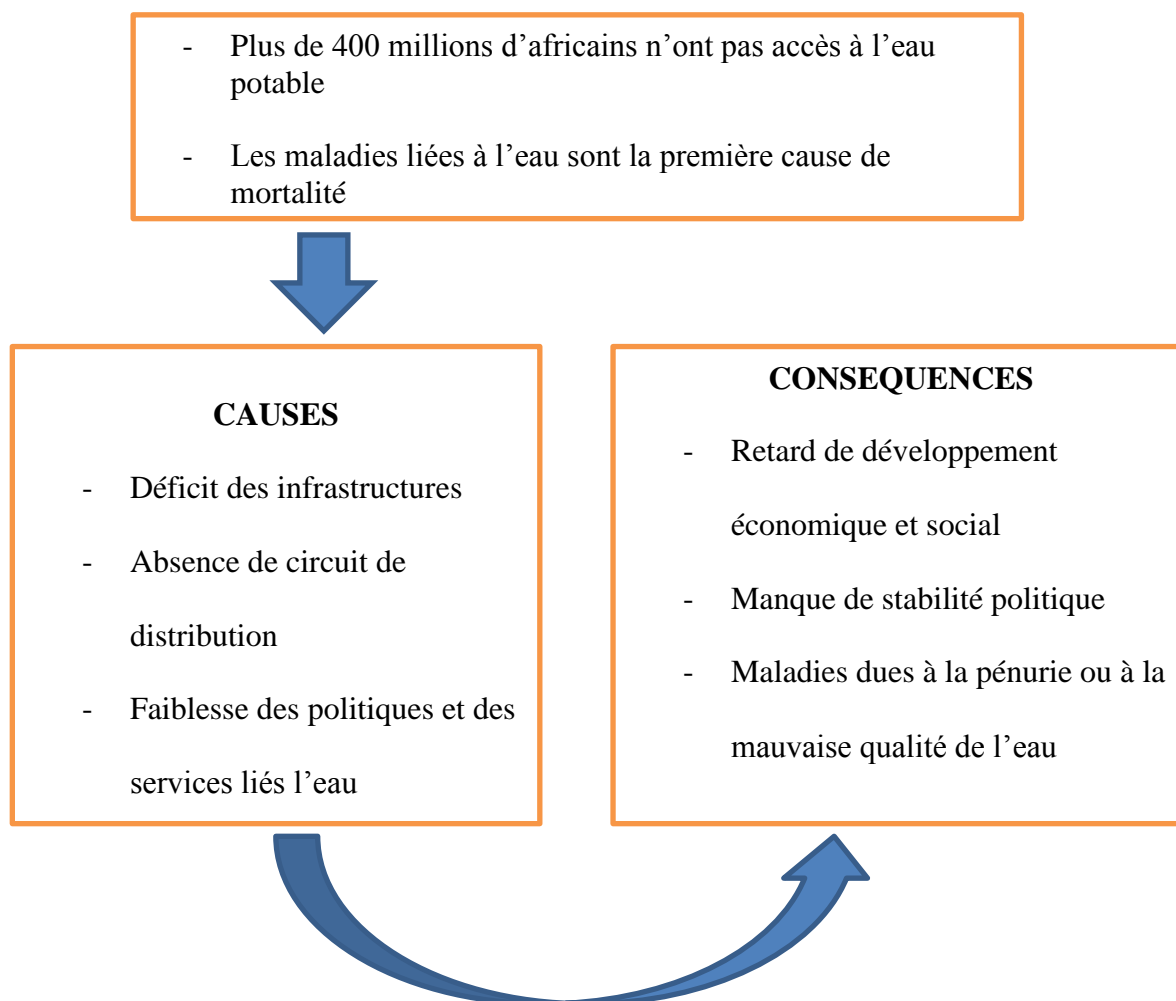 - Plus de 400 millions d’africains n’ont pas accès à l’eau
potable
- Les maladies liées à l’eau sont la première cause de
mortalité
CAUSES
- Déficit des infrastructures
- Absence de circuit de
distribution
- Faiblesse des politiques et des
services liés l’eau
CONSEQUENCES
- Retard de développement
économique et social
- Manque de stabilité politique
- Maladies dues à la pénurie ou à la
mauvaise qualité de l’eau